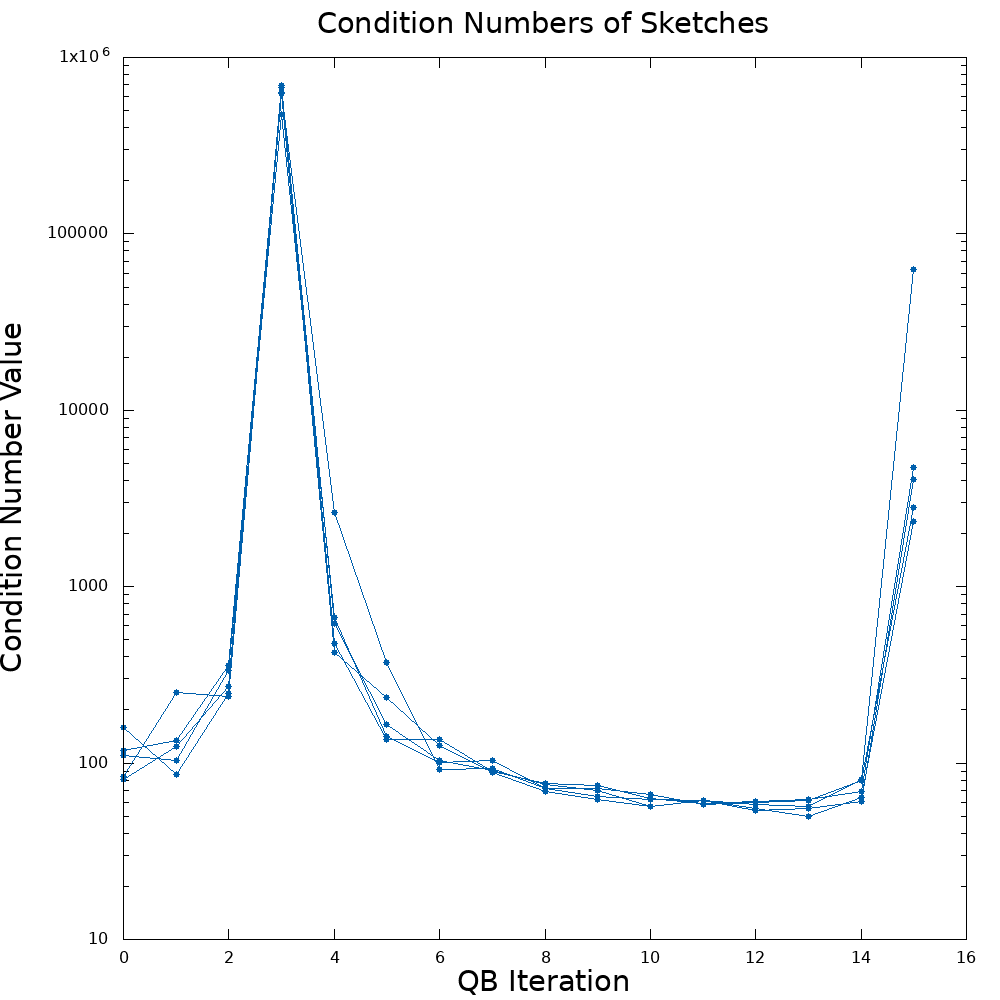 Condition Numbers of Sketches
Condition Number Value
1x10^6
100000
10000
1000
100
10
0 2 4 6 8 10 12 14 16
QB Iteration